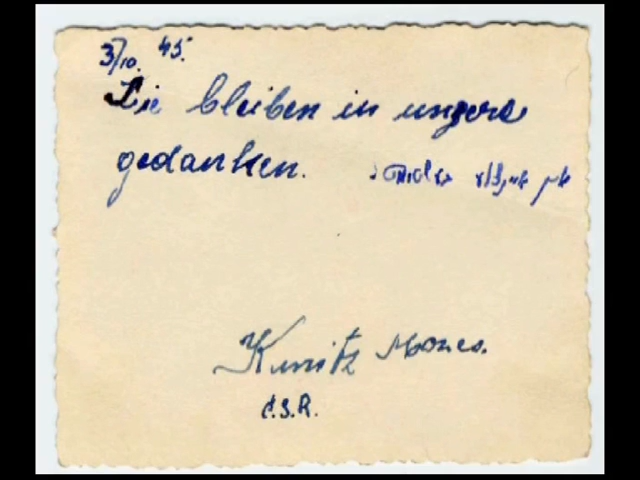 3/10. 45.
Sie bleiben in unsere
gedanken.
Kunitz Mozes.
Č.S.R.